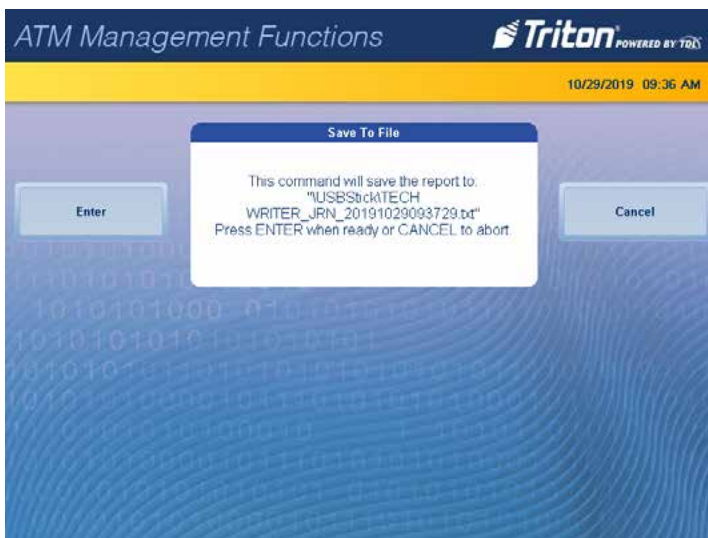 ATM Management Functions
Triton POWERED BY TDL
10/29/2019 09:36 AM
Save To File
This command will save the report to:
"\USBStick\TECH
WRITER_JRN_20191029093729.txt"
Press ENTER when ready or CANCEL to abort.
Enter
Cancel